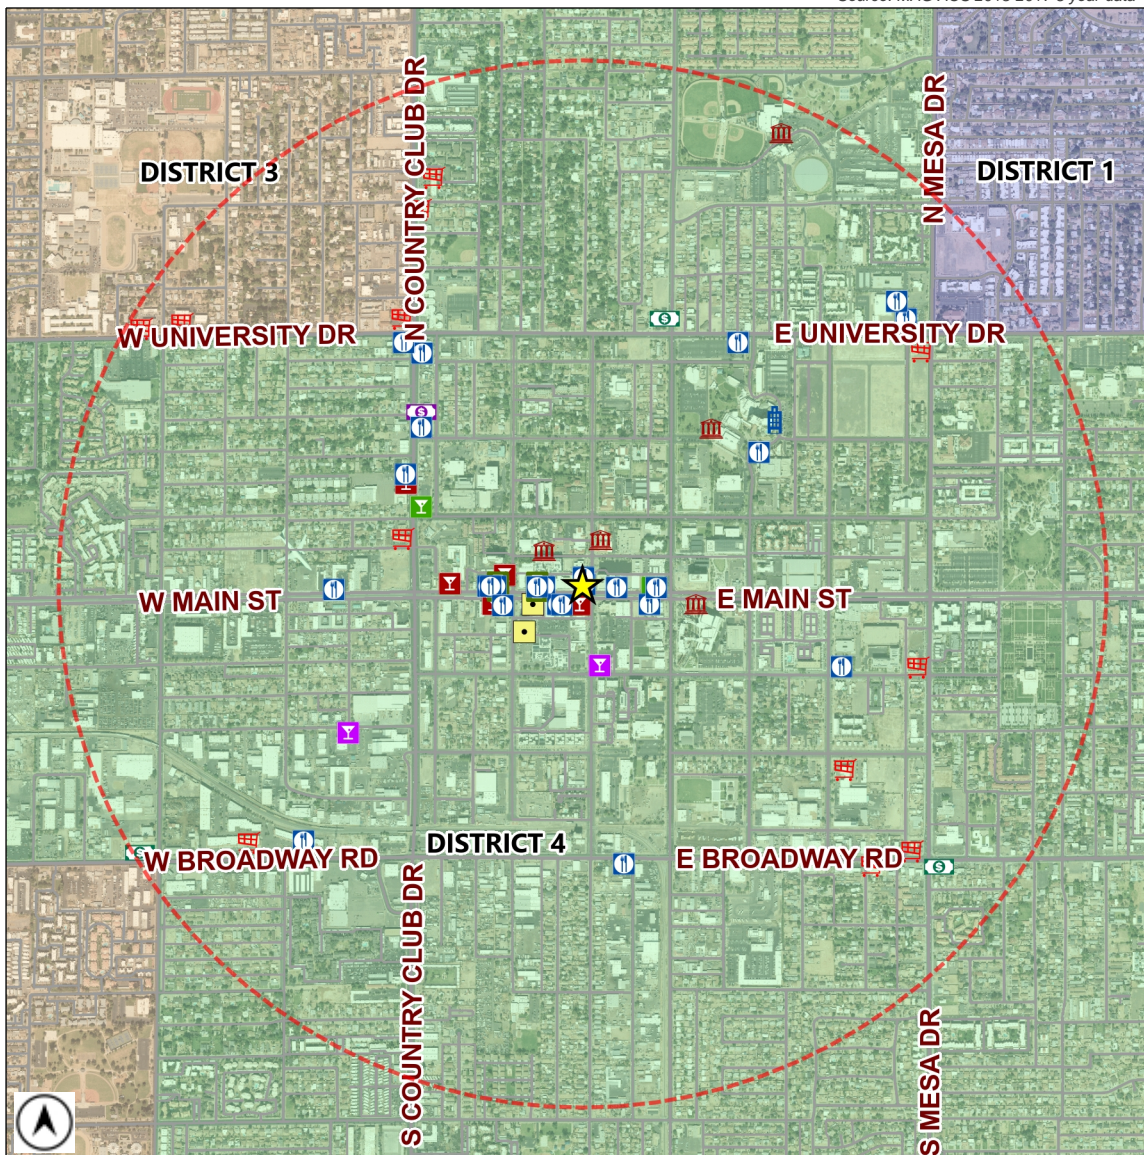 N COUNTRY CLUB DR
N MESA DR
DISTRICT 3
DISTRICT 1
W UNIVERSITY DR
E UNIVERSITY DR
W MAIN ST
E MAIN ST
DISTRICT 4
W BROADWAY RD
E BROADWAY RD
S COUNTRY CLUB DR
S MESA DR